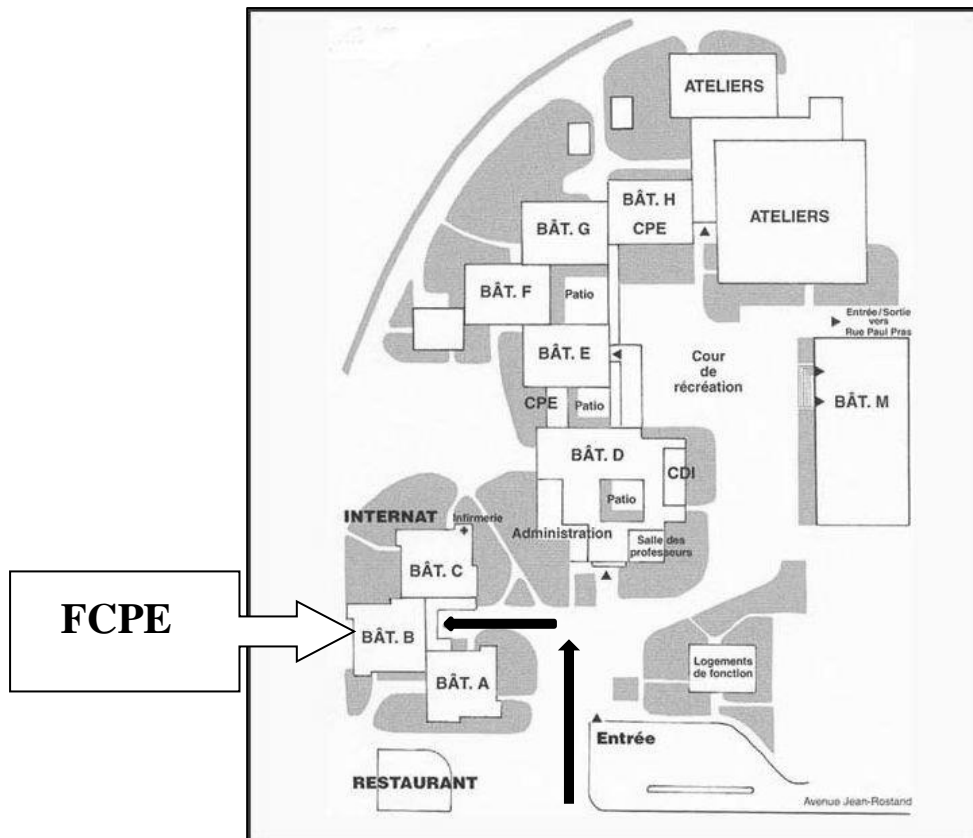 ATELIERS
BÂT. H
CPE
ATELIERS
BÂT. G
BÂT. F
Patio
Entrée/Sortie
vers
Rue Paul Pras
BÂT. E
Cour
de
récréation
CPE
Patio
BÂT. M
BÂT. D
CDI
Patio
INTERNAT
Infirmerie
Administration
Salle des
professeurs
BÂT. C
FCPE
BÂT. B
BÂT. A
Logements
de fonction
Entrée
RESTAURANT
Avenue Jean-Rostand